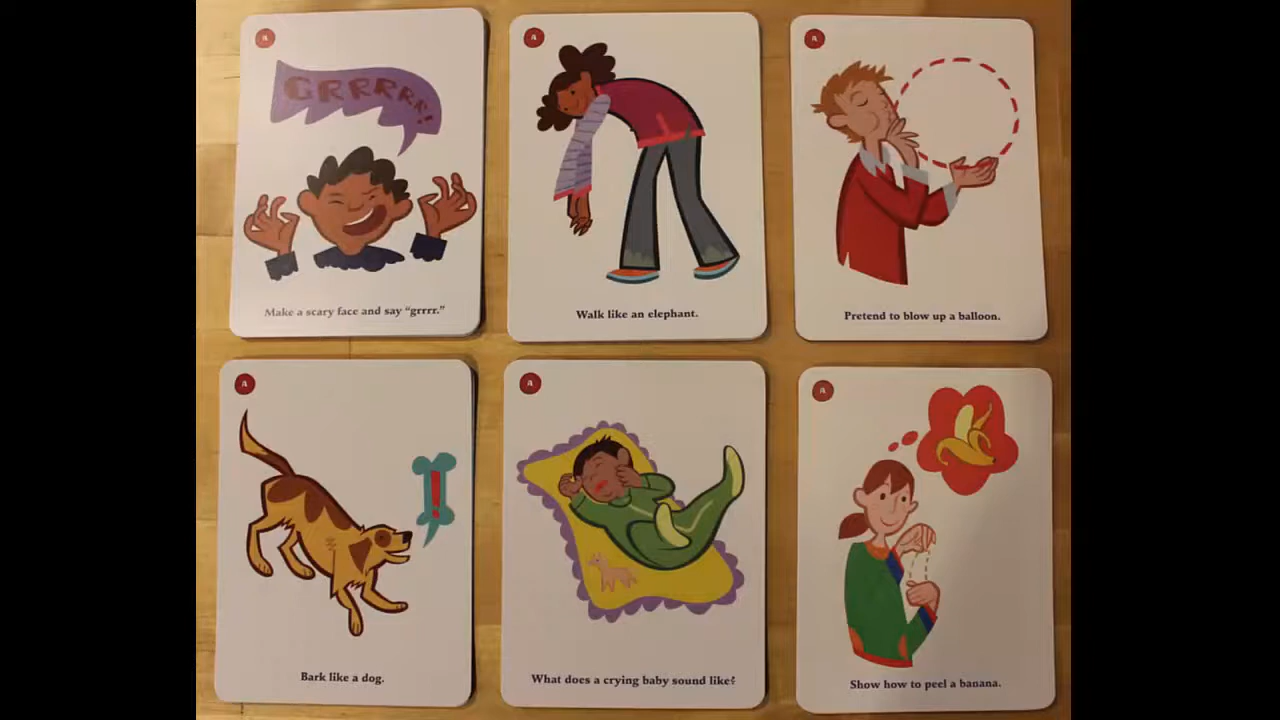 A
GRRRRR!
Make a scary face and say “grrrr.”
A
Walk like an elephant.
A
Pretend to blow up a balloon.
A
!
Bark like a dog.
A
What does a crying baby sound like?
A
Show how to peel a banana.